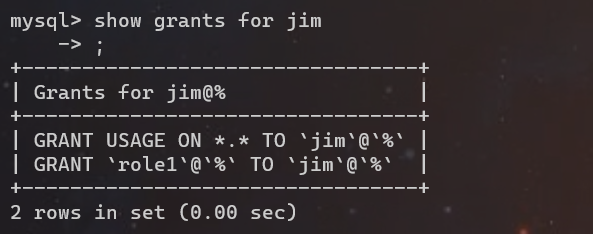 mysql> show grants for jim
    -> ;
+---------------------------------+
| Grants for jim@%                |
+---------------------------------+
| GRANT USAGE ON *.* TO `jim`@`%` |
| GRANT `role1`@`%` TO `jim`@`%`  |
+---------------------------------+
2 rows in set (0.00 sec)